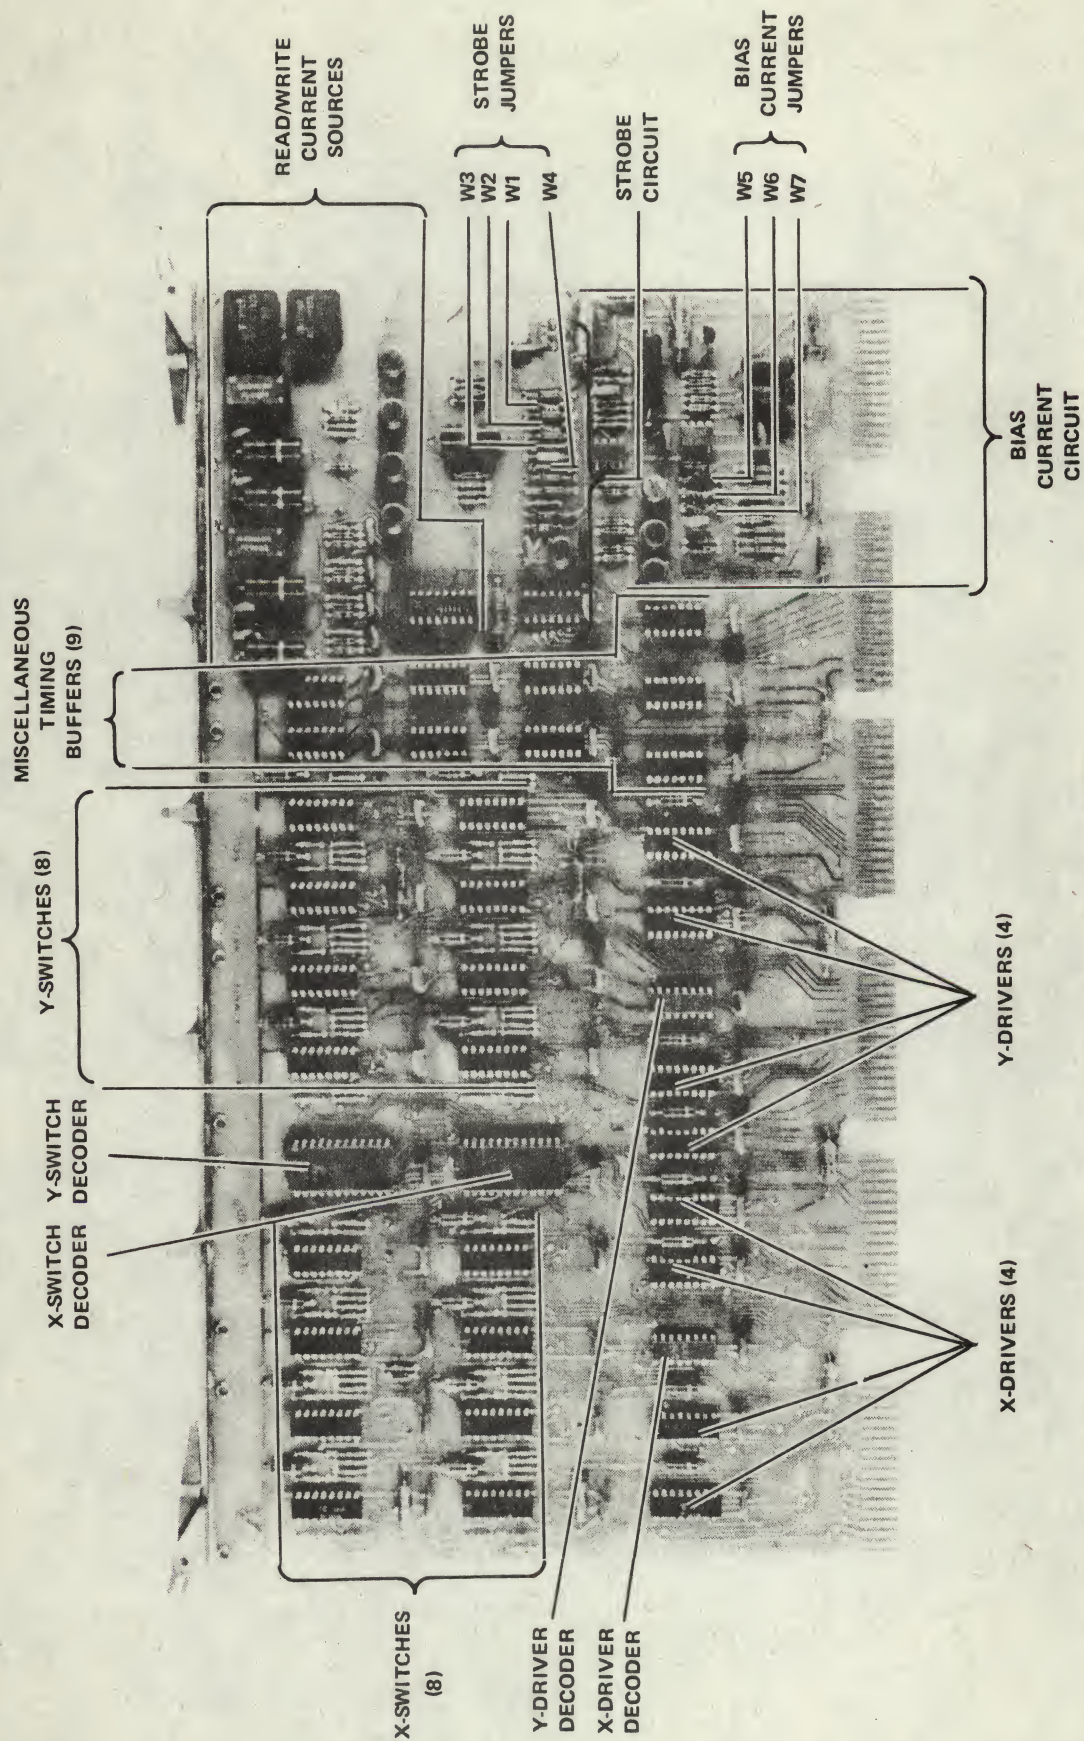 X-SWITCHES
(8)
X-SWITCH
DECODER
Y-SWITCH
DECODER
Y-SWITCHES (8)
MISCELLANEOUS
TIMING
BUFFERS (9)
READ/WRITE
CURRENT
SOURCES
W3
W2
W1
W4
STROBE
JUMPERS
STROBE
CIRCUIT
W5
W6
W7
BIAS
CURRENT
JUMPERS
Y-DRIVER
DECODER
X-DRIVER
DECODER
X-DRIVERS (4)
Y-DRIVERS (4)
BIAS
CURRENT
CIRCUIT